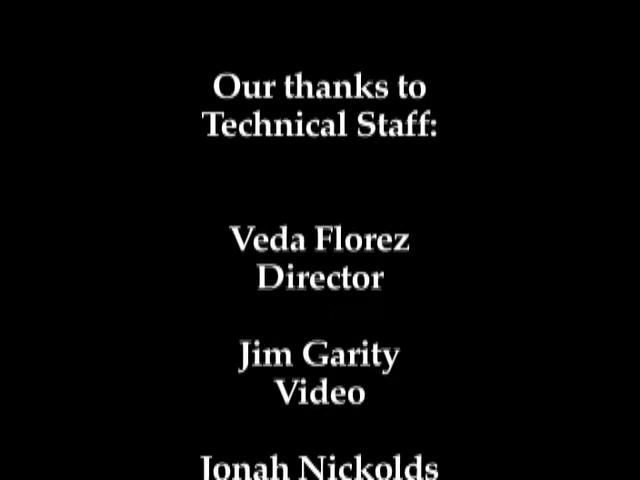 Our thanks to
Technical Staff:
Veda Florez
Director
Jim Garity
Video
Jonah Nickolds